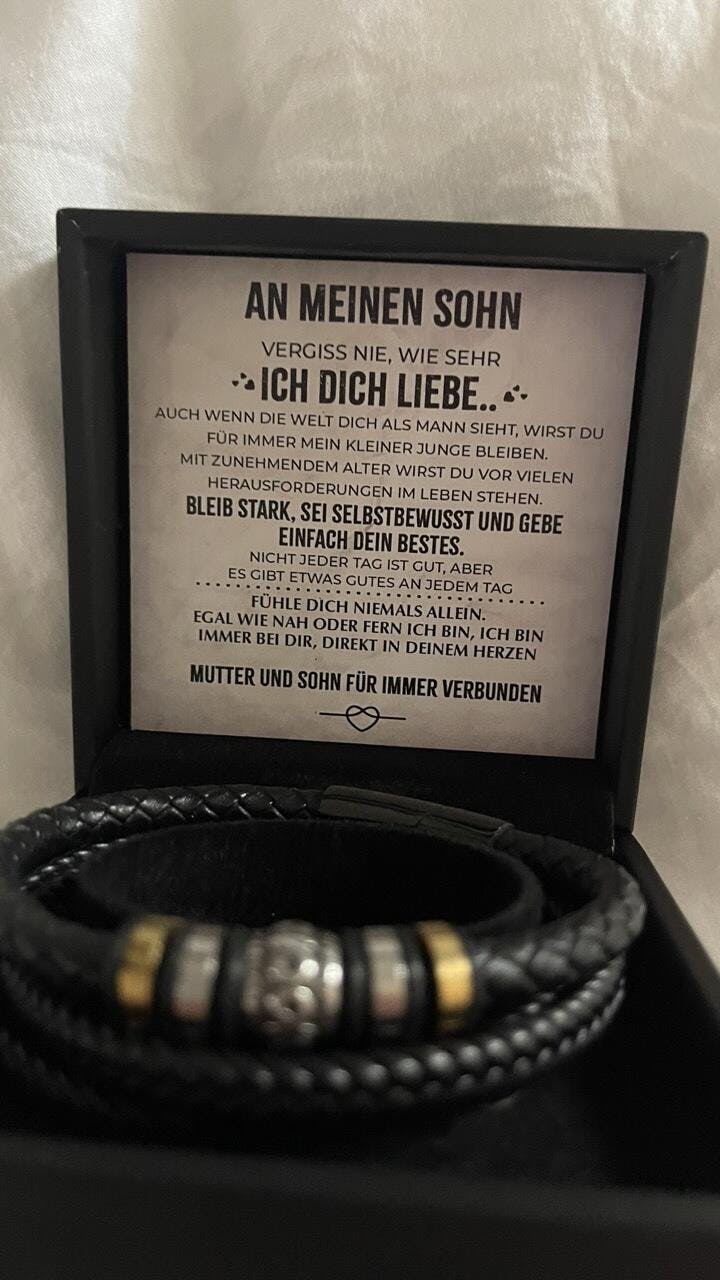 AN MEINEN SOHN
VERGISS NIE, WIE SEHR
ICH DICH LIEBE..
AUCH WENN DIE WELT DICH ALS MANN SIEHT, WIRST DU
FÜR IMMER MEIN KLEINER JUNGE BLEIBEN.
MIT ZUNEHMENDEM ALTER WIRST DU VOR VIELEN
HERAUSFORDERUNGEN IM LEBEN STEHEN.
BLEIB STARK, SEI SELBSTBEWUSST UND GEBE
EINFACH DEIN BESTES.
NICHT JEDER TAG IST GUT, ABER
ES GIBT ETWAS GUTES AN JEDEM TAG
FÜHLE DICH NIEMALS ALLEIN.
EGAL WIE NAH ODER FERN ICH BIN, ICH BIN
IMMER BEI DIR, DIREKT IN DEINEM HERZEN
MUTTER UND SOHN FÜR IMMER VERBUNDEN